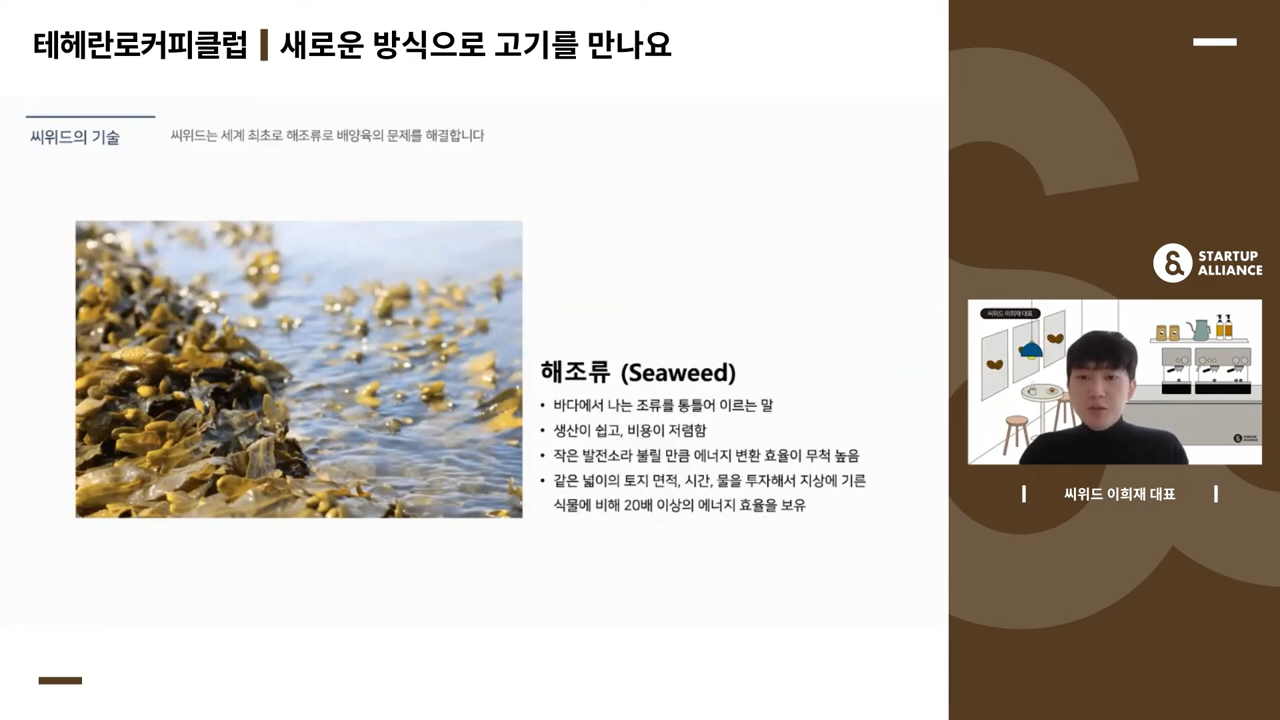 테헤란로커피클럽 | 새로운 방식으로 고기를 만나요
씨위드의 기술
씨위드는 세계 최초로 해조류로 배양육의 문제를 해결합니다
해조류 (Seaweed)
• 바다에서 나는 조류를 통틀어 이르는 말
• 생산이 쉽고, 비용이 저렴함
• 작은 발전소라 불릴 만큼 에너지 변환 효율이 무척 높음
• 같은 넓이의 토지 면적, 시간, 물을 투자해서 지상에 기른
식물에 비해 20배 이상의 에너지 효율을 보유
STARTUP
ALLIANCE
씨위드 이희재 대표
씨위드 이희재 대표